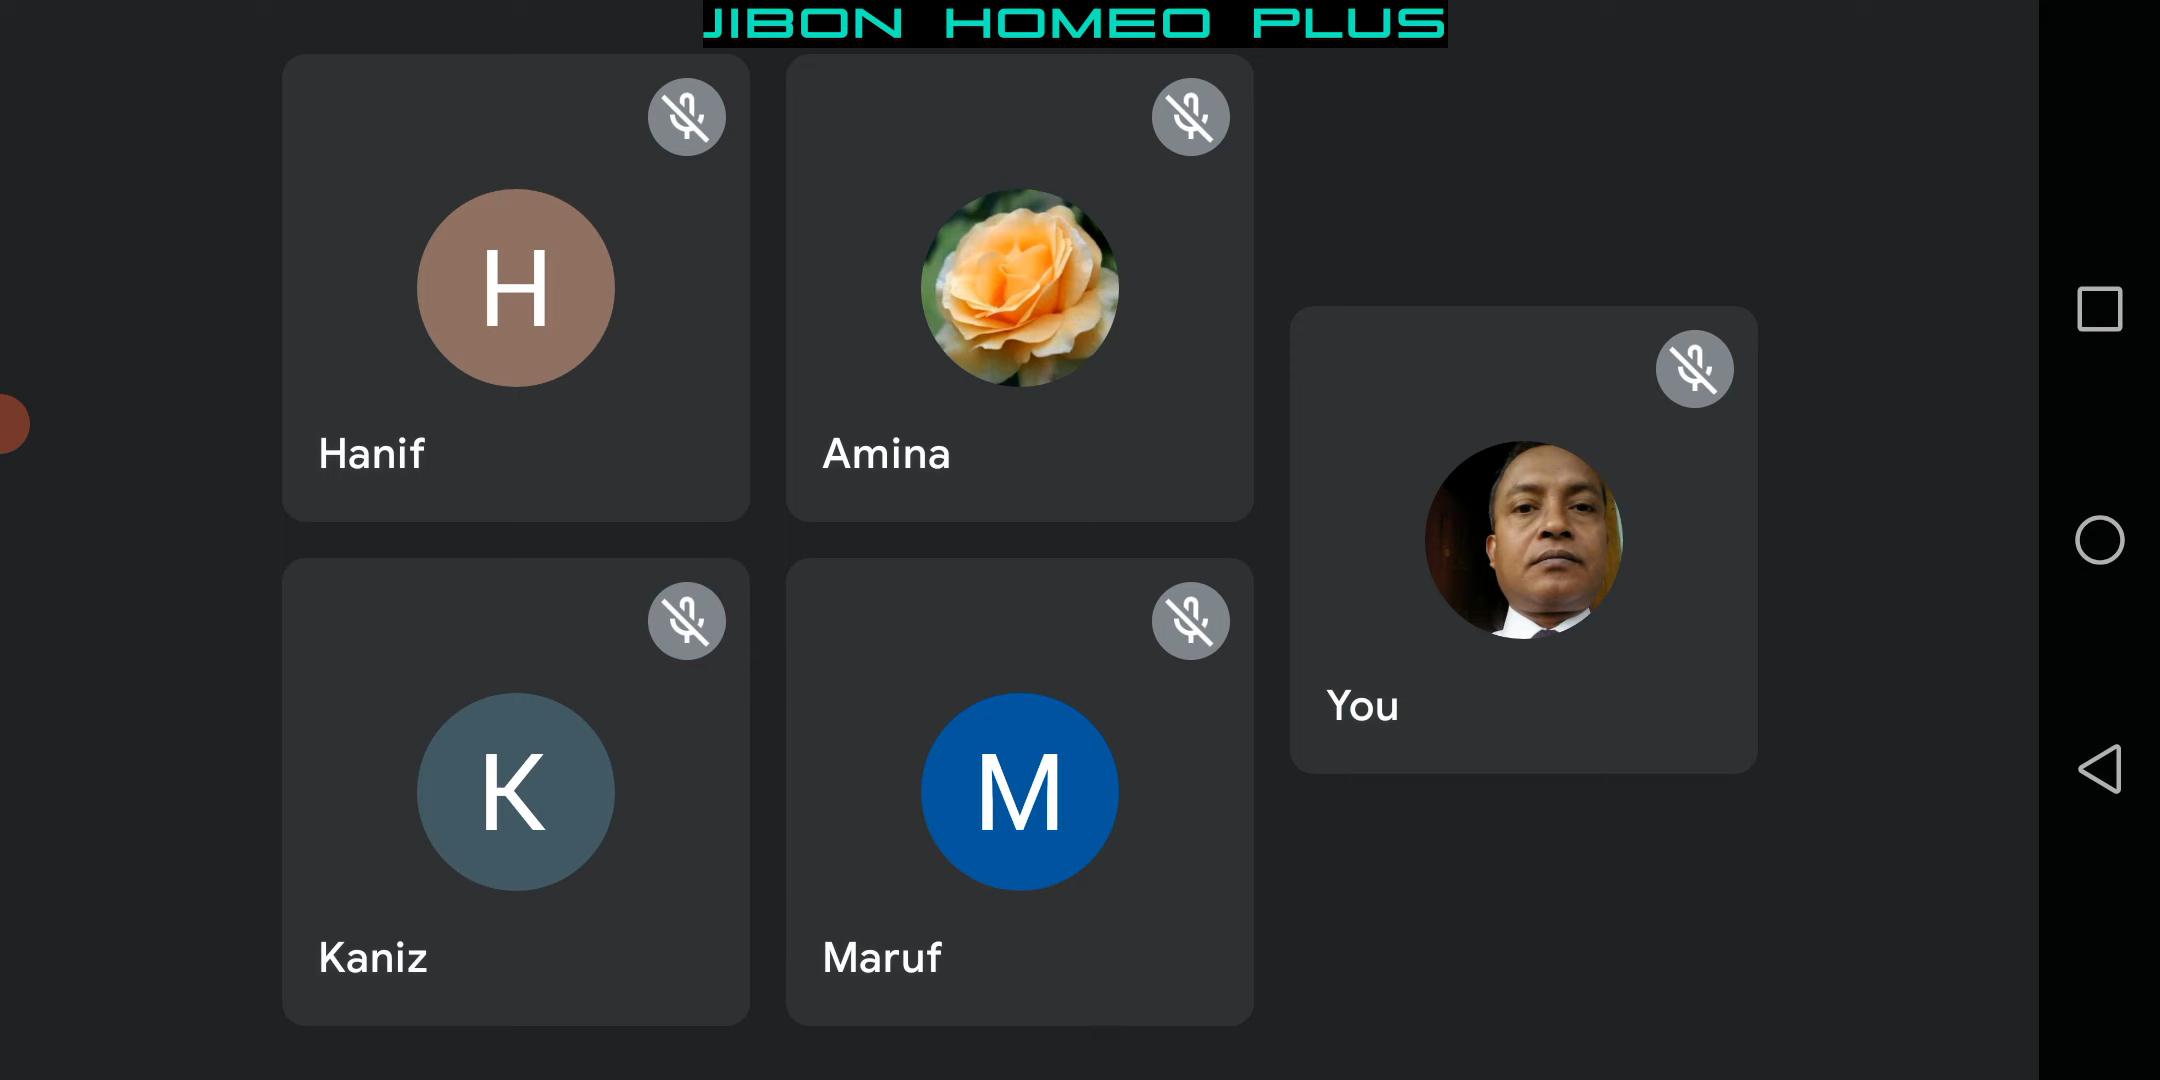 JIBON HOMEO PLUS
H
Hanif
Amina
K
Kaniz
M
Maruf
You